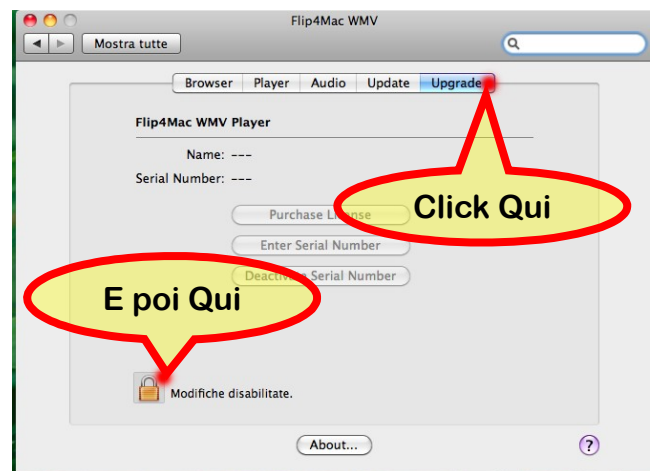 Flip4Mac WMV
Mostra tutte
Browser Player Audio Update Upgrade
Flip4Mac WMV Player
Name: ---
Serial Number: ---
Click Qui
Purchase License
Enter Serial Number
Deactivate Serial Number
E poi Qui
Modifiche disabilitate.
About...
?